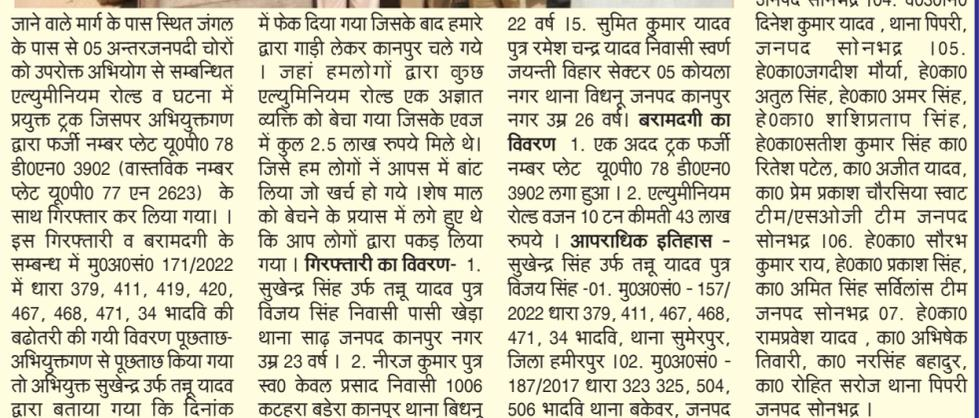 जाने वाले मार्ग के पास स्थित जंगल
के पास से 05 अन्तरजनपदी चोरों
को उपरोक्त अभियोग से सम्बन्धित
एल्युमीनियम रोल्ड व घटना में
प्रयुक्त ट्रक जिसपर अभियुक्तगण
द्वारा फर्जी नम्बर प्लेट यू0पी0 78
डी0एन0 3902 (वास्तविक नम्बर
प्लेट यू0पी0 77 एन 2623) के
साथ गिरफ्तार कर लिया गया। ।
इस गिरफ्तारी व बरामदगी के
सम्बन्ध में मु0अ0सं0 171/2022
में धारा 379, 411, 419, 420,
467, 468, 471, 34 भादवि की
बढोतरी की गयी विवरण पूछताछ-
अभियुक्तगण से पूछताछ किया गया
तो अभियुक्त सुखेन्द्र उर्फ तन्नू यादव
द्वारा बताया गया कि दिनांक
में फेक दिया गया जिसके बाद हमारे
द्वारा गाड़ी लेकर कानपुर चले गये
। जहां हमलोगों द्वारा कुछ
एल्युमिनियम रोल्ड एक अज्ञात
व्यक्ति को बेचा गया जिसके एवज
में कुल 2.5 लाख रुपये मिले थे।
जिसे हम लोगों नें आपस में बांट
लिया जो खर्च हो गये ।शेष माल
को बेचने के प्रयास में लगे हुए थे
कि आप लोगों द्वारा पकड़ लिया
गया। गिरफ्तारी का विवरण- 1.
सुखेन्द्र सिंह उर्फ तन्नू यादव पुत्र
विजय सिंह निवासी पासी खेड़ा
थाना साढ़ जनपद कानपुर नगर
उम्र 23 वर्ष । 2. नीरज कुमार पुत्र
स्व0 केवल प्रसाद निवासी 1006
कटहरा बडेरा कानपुर थाना बिधनू
22 वर्ष ।5. सुमित कुमार यादव
पुत्र रमेश चन्द्र यादव निवासी स्वर्ण
जयन्ती विहार सेक्टर 05 कोयला
नगर थाना विधनू जनपद कानपुर
नगर उम्र 26 वर्ष। बरामदगी का
विवरण 1. एक अदद ट्रक फर्जी
नम्बर प्लेट यू0पी0 78 डी0एन0
3902 लगा हुआ । 2. एल्युमीनियम
रोल्ड वजन 10 टन कीमती 43 लाख
रुपये । आपराधिक इतिहास -
सुखेन्द्र सिंह उर्फ तन्नू यादव पुत्र
विजय सिंह -01. मु0अ0सं0 - 157/
2022 धारा 379, 411, 467, 468,
471, 34 भादवि, थाना सुमेरपुर,
जिला हमीरपुर ।02. मु0अ0सं0 -
187/2017 धारा 323 325, 504,
506 भादवि थाना बकेवर, जनपद
दिनेश कुमार यादव , थाना पिपरी,
जनपद सोनभद्र ।05.
हे0का0जगदीश मौर्या, हे0का0
अतुल सिंह, हे0का0 अमर सिंह,
हे0का0 शशिप्रताप सिंह,
हे0का0सतीश कुमार सिंह का0
रितेश पटेल, का0 अजीत यादव,
का0 प्रेम प्रकाश चौरसिया स्वाट
टीम/एसओजी टीम जनपद
सोनभद्र ।06. हे0का0 सौरभ
कुमार राय, हे0का0 प्रकाश सिंह,
का0 अमित सिंह सर्विलांस टीम
जनपद सोनभद्र 07. हे0का0
रामप्रवेश यादव , का0 अभिषेक
तिवारी, का0 नरसिंह बहादुर,
का0 रोहित सरोज थाना पिपरी
जनपद सोनभद्र ।